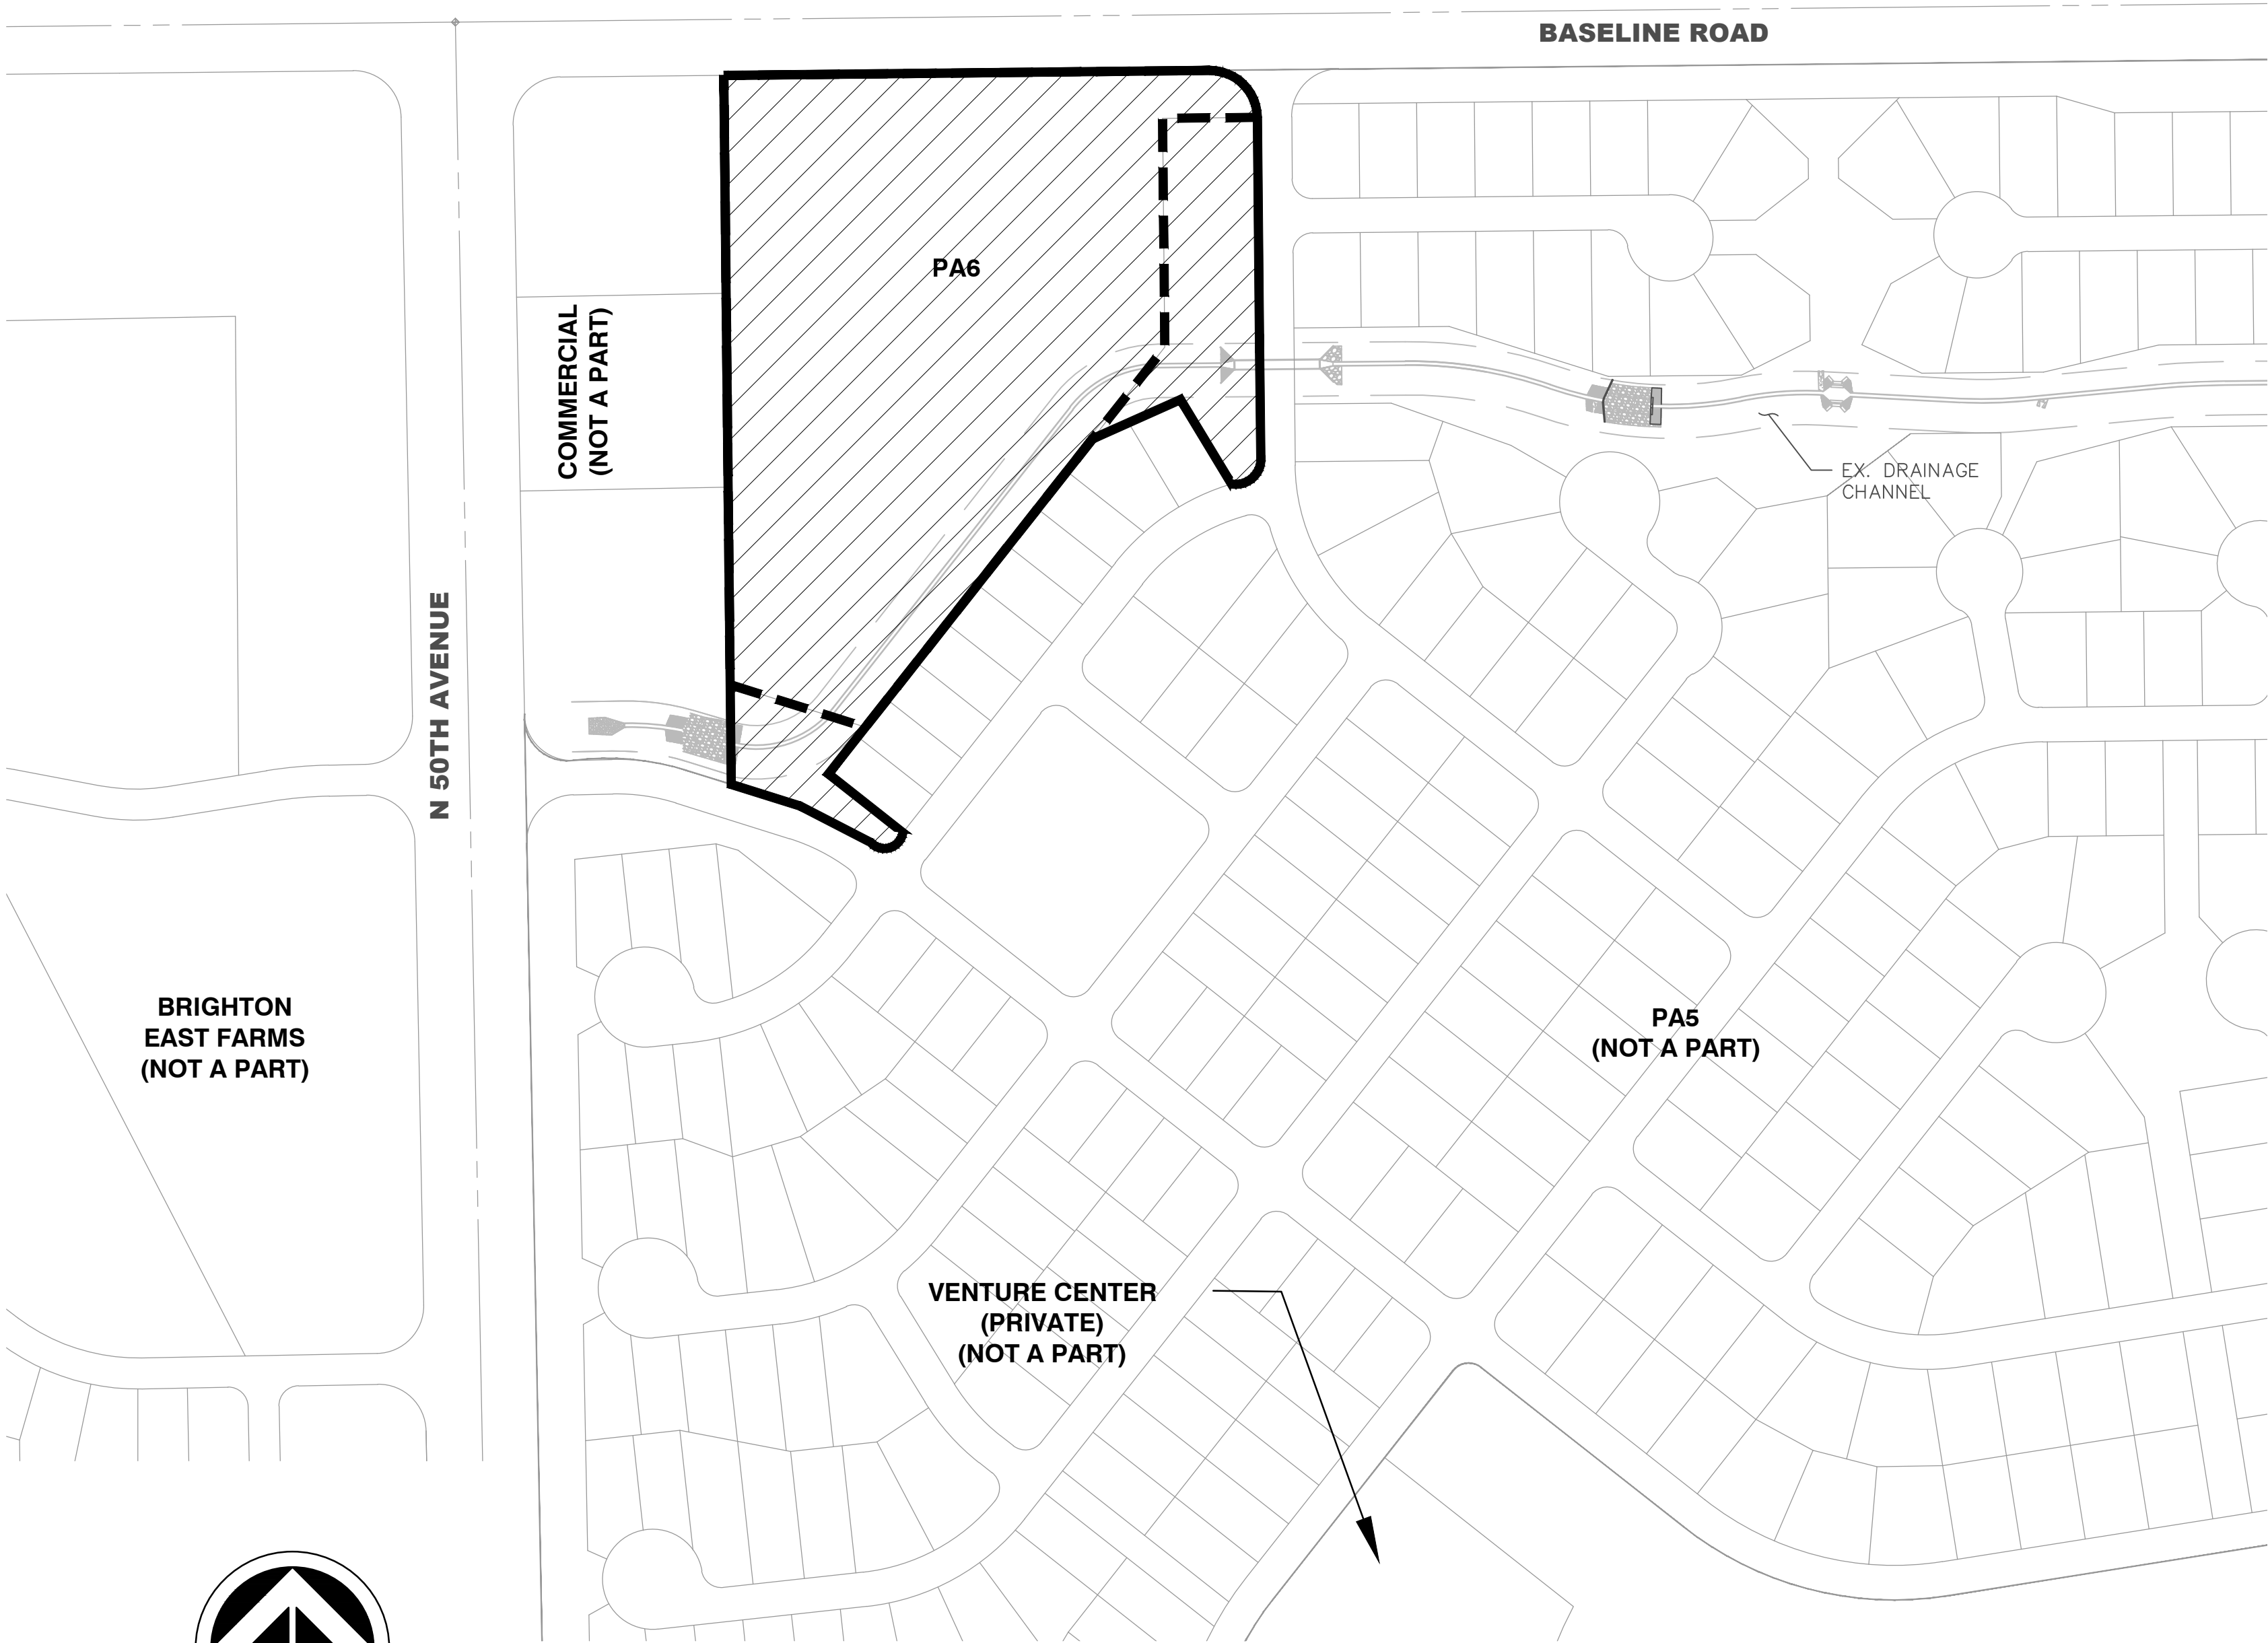 BASELINE ROAD
PA6
COMMERCIAL
(NOT A PART)
EX. DRAINAGE
CHANNEL
N 50TH AVENUE
BRIGHTON
EAST FARMS
(NOT A PART)
PA5
(NOT A PART)
VENTURE CENTER
(PRIVATE)
(NOT A PART)